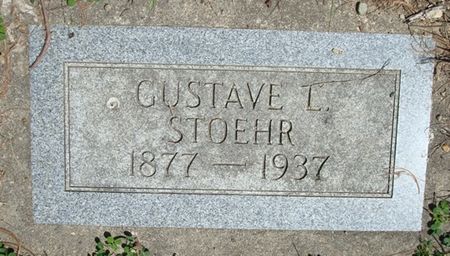 GUSTAVE L.
STOEHR
1877 — 1937